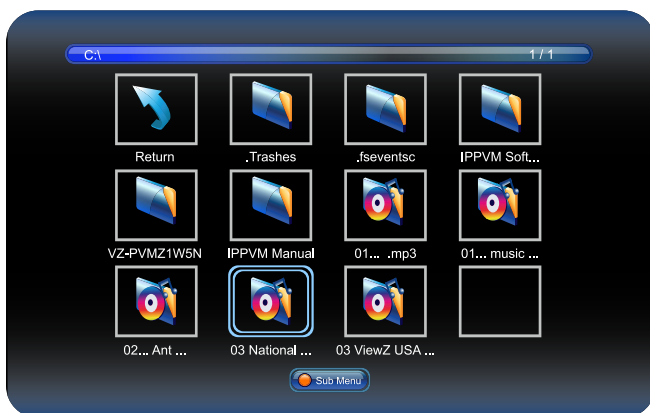 C:\ 1 / 1
Return .Trashes .fseventsc IPPVM Soft...
VZ-PVMZ1W5N IPPVM Manual 01... .mp3 01... music ...
02... Ant ... 03 National ... 03 ViewZ USA ...
Sub Menu